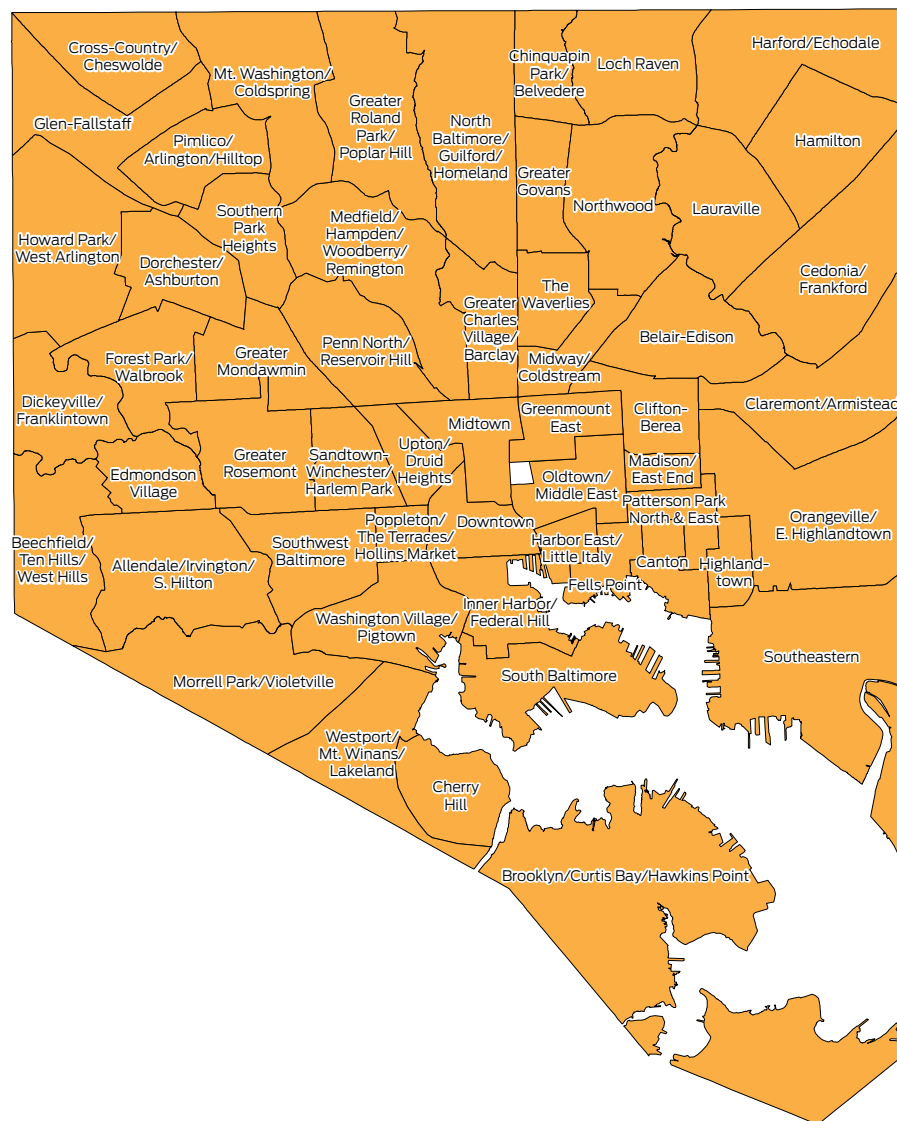 Cross-Country/
Cheswolde
Mt. Washington/
Coldspring
Greater
Roland
Park/
Poplar Hill
North
Baltimore/
Guilford/
Homeland
Chinquapin
Park/
Belvedere
Loch Raven
Harford/Echodale
Glen-Fallstaff
Pimlico/
Arlington/Hilltop
Greater
Govans
Hamilton
Northwood
Lauraville
Howard Park/
West Arlington
Dorchester/
Ashburton
Southern
Park
Heights
Medfield/
Hampden/
Woodberry/
Remington
Cedonia/
Frankford
The
Waverlies
Greater
Charles
Village/
Barclay
Belair-Edison
Forest Park/
Walbrook
Greater
Mondawmin
Penn North/
Reservoir Hill
Midway/
Coldstream
Dickeyville/
Franklintown
Midtown
Greenmount
East
Clifton-
Berea
Claremont/Armistead
Edmondson
Village
Greater
Rosemont
Sandtown-
Winchester/
Harlem Park
Upton/
Druid
Heights
Oldtown/
Middle East
Madison/
East End
Beechfield/
Ten Hills/
West Hills
Allendale/Irvington/
S. Hilton
Southwest
Baltimore
Poppleton/
The Terraces/
Hollins Market
Downtown
Harbor East/
Little Italy
Patterson Park
North & East
Orangeville/
E. Highlandtown
Fells Point
Canton
Highland-
town
Washington Village/
Pigtown
Inner Harbor/
Federal Hill
Morrell Park/Violetville
South Baltimore
Southeastern
Westport/
Mt. Winans/
Lakeland
Cherry
Hill
Brooklyn/Curtis Bay/Hawkins Point